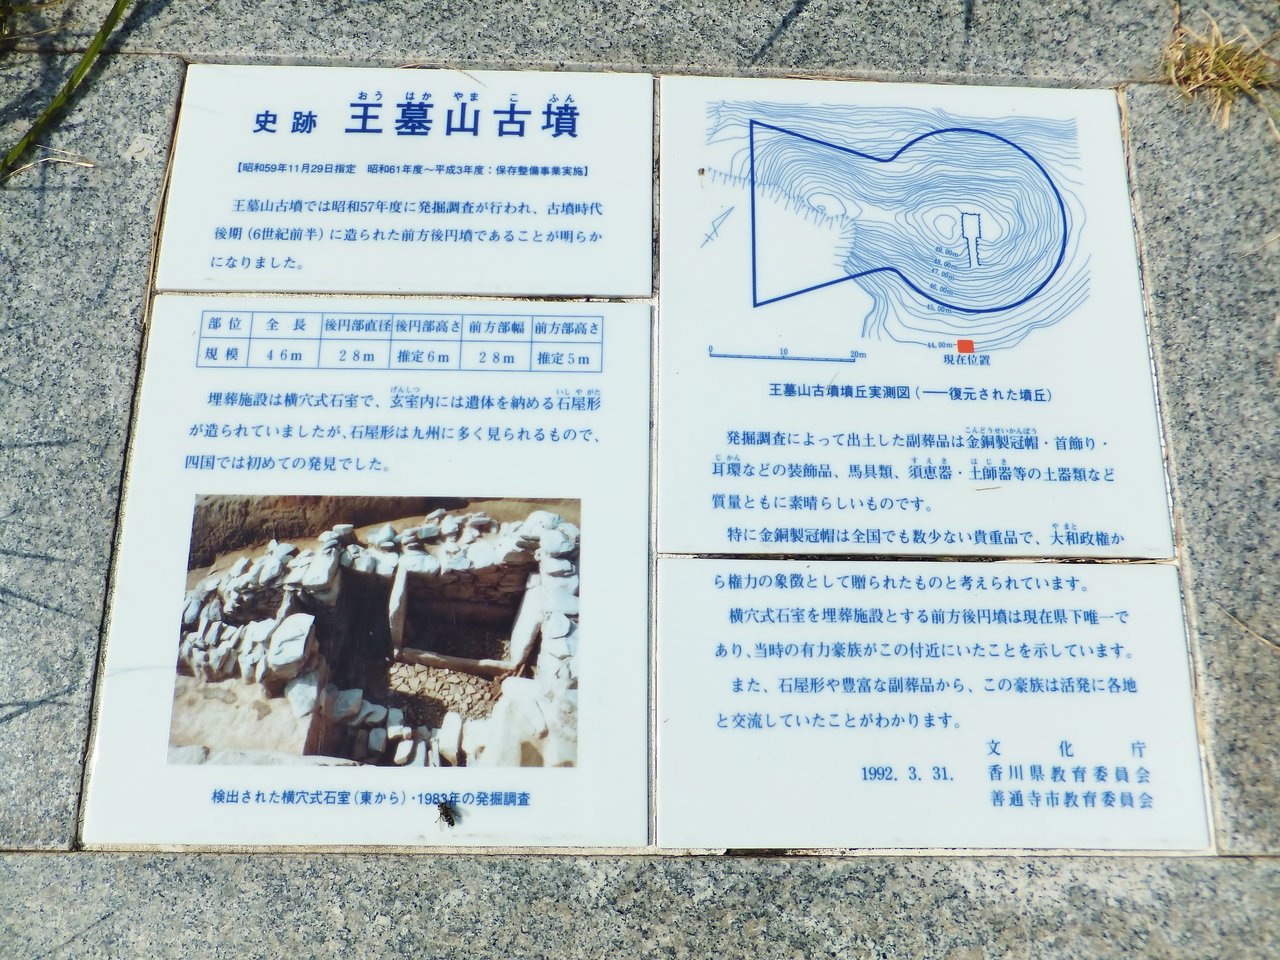 おう はか やま こ ふん
史跡 王墓山古墳
【昭和59年11月29日指定 昭和61年度～平成3年度：保存整備事業実施】
王墓山古墳では昭和57年度に発掘調査が行われ、古墳時代
後期（6世紀前半）に造られた前方後円墳であることが明らか
になりました。
部位 全長 後円部直径 後円部高さ 前方部幅 前方部高さ
規模 46m 28m 推定6m 28m 推定5m
げんしつ いしやがた
埋葬施設は横穴式石室で、玄室内には遺体を納める石屋形
が造られていましたが、石屋形は九州に多く見られるもので、
四国では初めての発見でした。
検出された横穴式石室（東から）・1983年の発掘調査
49.00m
48.00m
47.00m
46.00m
45.00m
44.00m
0 10 20m
現在位置
王墓山古墳墳丘実測図（──復元された墳丘）
こんどうせいかんぼう
発掘調査によって出土した副葬品は金銅製冠帽・首飾り・
じかん すえき はじき
耳環などの装飾品、馬具類、須恵器・土師器等の土器類など
質量ともに素晴らしいものです。
やまと
特に金銅製冠帽は全国でも数少ない貴重品で、大和政権か
ら権力の象徴として贈られたものと考えられています。
横穴式石室を埋葬施設とする前方後円墳は現在県下唯一で
あり、当時の有力豪族がこの付近にいたことを示しています。
また、石屋形や豊富な副葬品から、この豪族は活発に各地
と交流していたことがわかります。
文化庁
1992. 3. 31. 香川県教育委員会
善通寺市教育委員会